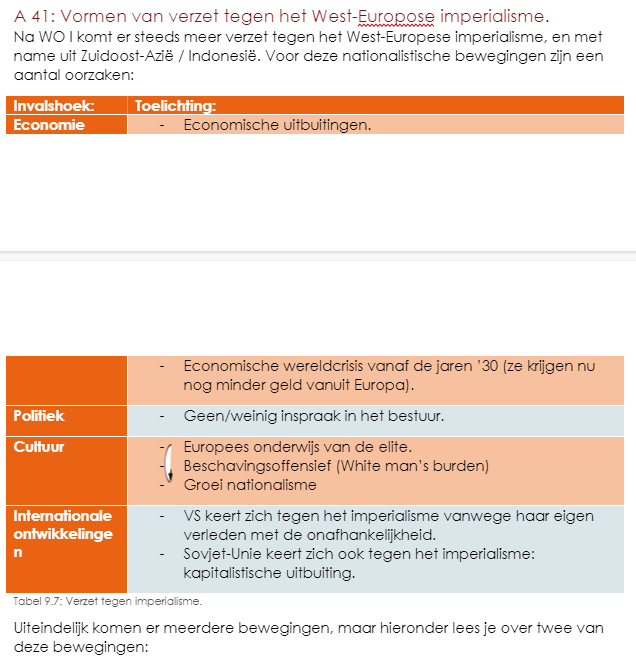 A 41: Vormen van verzet tegen het West-Europose imperialisme.
Na WO I komt er steeds meer verzet tegen het West-Europese imperialisme, en met
name uit Zuidoost-Azië / Indonesië. Voor deze nationalistische bewegingen zijn een
aantal oorzaken:
Invalshoek: Toelichting:
Economie - Economische uitbuitingen.
- Economische wereldcrisis vanaf de jaren '30 (ze krijgen nu
nog minder geld vanuit Europa).
Politiek - Geen/weinig inspraak in het bestuur.
Cultuur - Europees onderwijs van de elite.
- Beschavingsoffensief (White man's burden)
- Groei nationalisme
Internationale - VS keert zich tegen het imperialisme vanwege haar eigen
ontwikkelinge verleden met de onafhankelijkheid.
n - Sovjet-Unie keert zich ook tegen het imperialisme:
kapitalistische uitbuiting.
Tabel 9.7: Verzet tegen imperialisme.
Uiteindelijk komen er meerdere bewegingen, maar hieronder lees je over twee van
deze bewegingen: